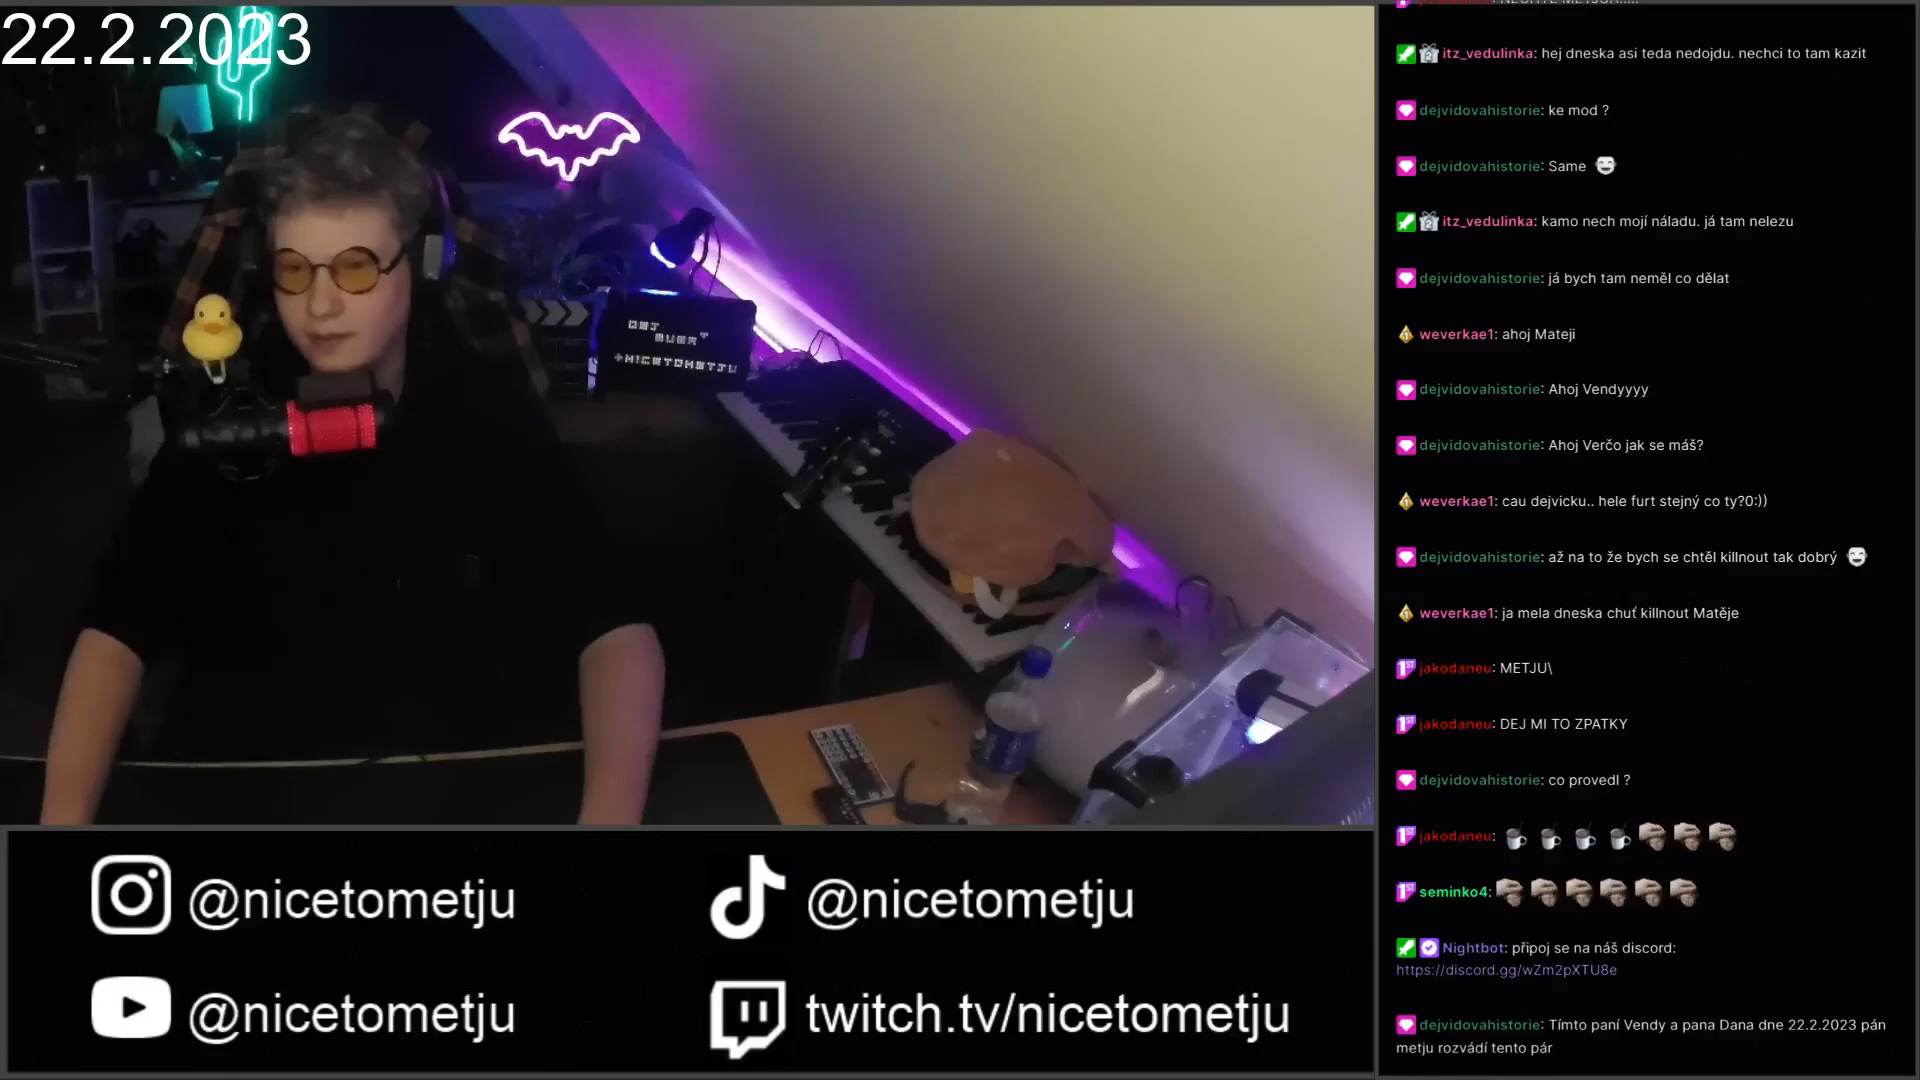 22.2.2023
+NICETOMETJU
@nicetometju
@nicetometju
@nicetometju
twitch.tv/nicetometju
itz_vedulinka: hej dneska asi teda nedojdu. nechci to tam kazit
dejvidovahistorie: ke mod ?
dejvidovahistorie: Same
itz_vedulinka: kamo nech mojí náladu. já tam nelezu
dejvidovahistorie: já bych tam neměl co dělat
weverkae1: ahoj Mateji
dejvidovahistorie: Ahoj Vendyyyy
dejvidovahistorie: Ahoj Verčo jak se máš?
weverkae1: cau dejvicku.. hele furt stejný co ty?0:))
dejvidovahistorie: až na to že bych se chtěl killnout tak dobrý
weverkae1: ja mela dneska chuť killnout Matěje
jakodaneu: METJU\
jakodaneu: DEJ MI TO ZPATKY
dejvidovahistorie: co provedl ?
jakodaneu:
seminko4:
Nightbot: připoj se na náš discord:
https://discord.gg/wZm2pXTU8e
dejvidovahistorie: Tímto paní Vendy a pana Dana dne 22.2.2023 pán
metju rozvádí tento pár